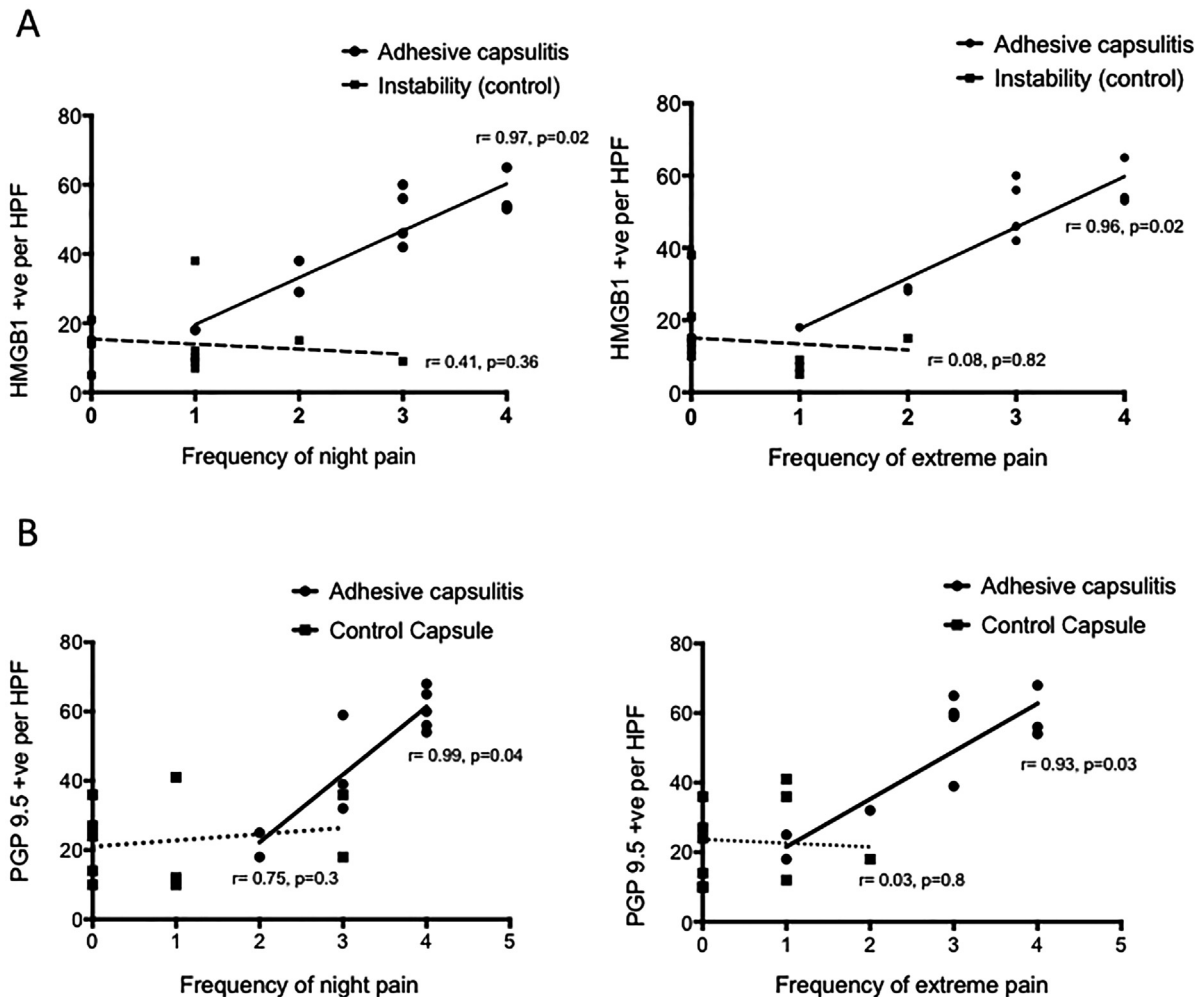 A
Adhesive capsulitis
Instability (control)
HMGB1 +ve per HPF
80
60
40
20
0
0 1 2 3 4
r= 0.97, p=0.02
r= 0.41, p=0.36
Frequency of night pain
Adhesive capsulitis
Instability (control)
HMGB1 +ve per HPF
80
60
40
20
0
0 1 2 3 4
r= 0.96, p=0.02
r= 0.08, p=0.82
Frequency of extreme pain
B
Adhesive capsulitis
Control Capsule
PGP 9.5 +ve per HPF
80
60
40
20
0
0 1 2 3 4 5
r= 0.99, p=0.04
r= 0.75, p=0.3
Frequency of night pain
Adhesive capsulitis
Control Capsule
PGP 9.5 +ve per HPF
80
60
40
20
0
0 1 2 3 4 5
r= 0.93, p=0.03
r= 0.03, p=0.8
Frequency of extreme pain